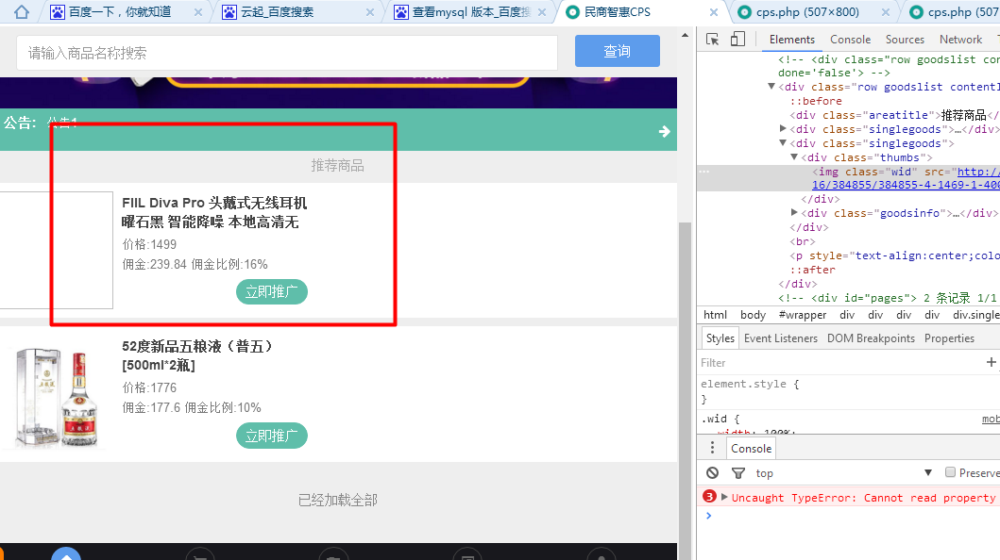 百度一下，你就知道
云起_百度搜索
查看mysql 版本_百度搜
民商智惠CPS
cps.php (507×800)
cps.php (507
请输入商品名称搜索
查询
公告: 公告1
推荐商品
FIIL Diva Pro 头戴式无线耳机
曜石黑 智能降噪 本地高清无
价格:1499
佣金:239.84 佣金比例:16%
立即推广
52度新品五粮液（普五）
[500ml*2瓶]
价格:1776
佣金:177.6 佣金比例:10%
立即推广
已经加载全部
Elements Console Sources Network
<!-- <div class="row goodslist con
done='false'> -->
<div class="row goodslist content
::before
<div class="areatitle">推荐商品</
<div class="singlegoods">…</div>
<div class="singlegoods">
<div class="thumbs">
<img class="wid" src="http:/
16/384855/384855-4-1469-1-400
</div>
<div class="goodsinfo">…</div>
</div>
<br>
<p style="text-align:center;colo
::after
</div>
<!-- <div id="pages"> 2 条记录 1/1
html body #wrapper div div div div div.single
Styles Event Listeners DOM Breakpoints Properties
Filter +
element.style {
}
.wid { mob
width: 100%;
Console
top Preserve
3 Uncaught TypeError: Cannot read property